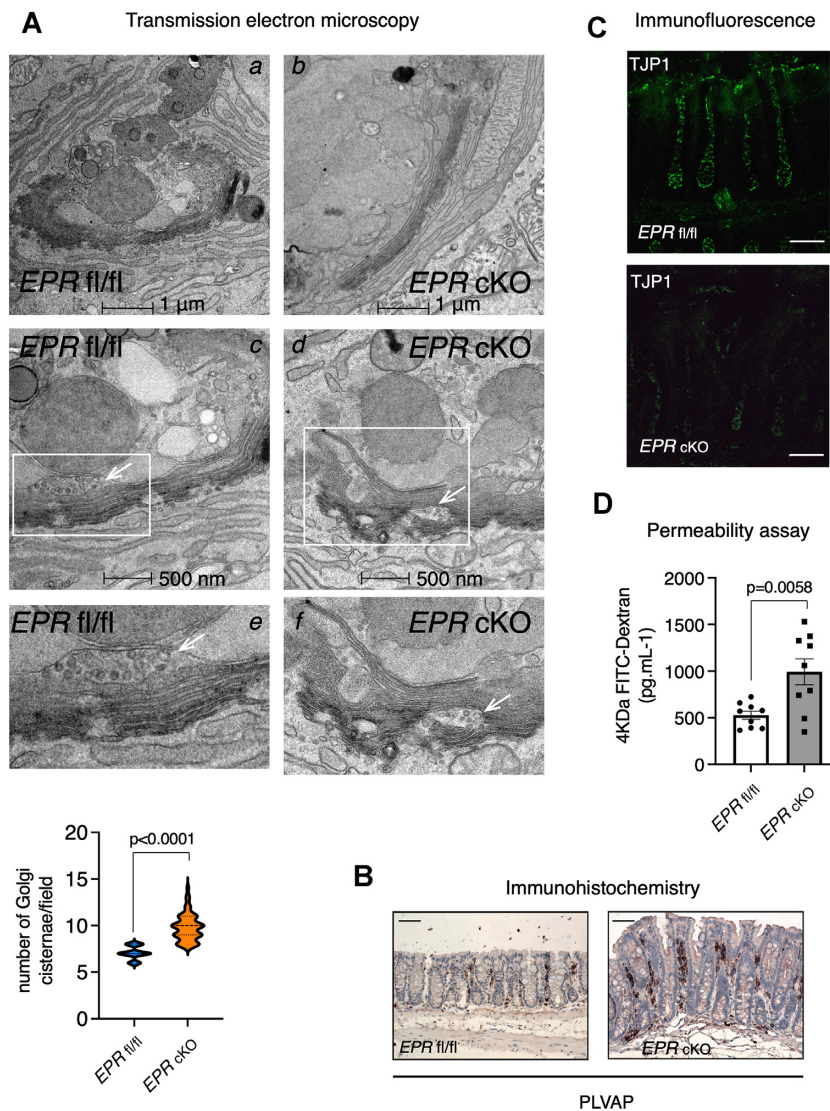 A
Transmission electron microscopy
a
EPR fl/fl
1 µm
b
EPR cKO
1 µm
EPR fl/fl
c
500 nm
d
EPR cKO
500 nm
EPR fl/fl
e
f
EPR cKO
number of Golgi
cisternae/field
20
15
10
5
0
p<0.0001
EPR fl/fl
EPR cKO
B
Immunohistochemistry
EPR fl/fl
EPR cKO
PLVAP
C
Immunofluorescence
TJP1
EPR fl/fl
TJP1
EPR cKO
D
Permeability assay
4KDa FITC-Dextran
(pg.mL-1)
2000
1500
1000
500
0
p=0.0058
EPR fl/fl
EPR cKO